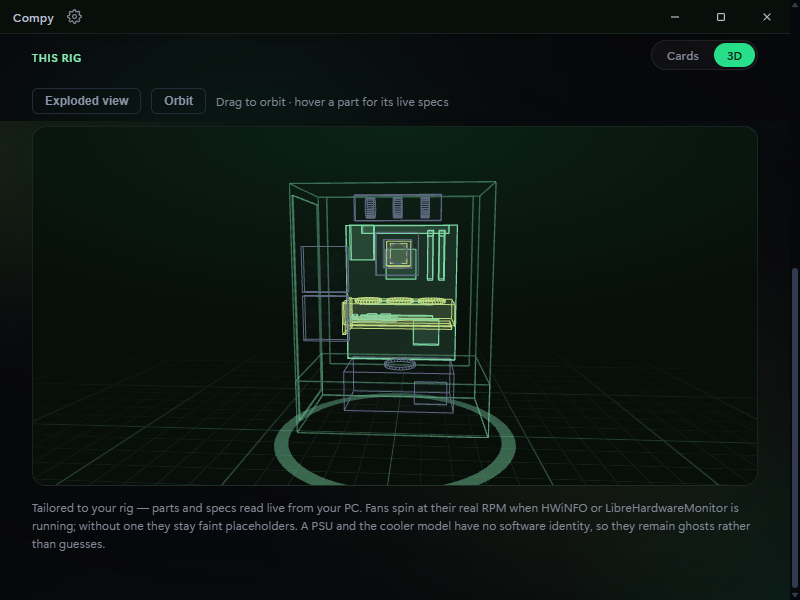 Compy
THIS RIG
Cards 3D
Exploded view Orbit Drag to orbit · hover a part for its live specs
Tailored to your rig — parts and specs read live from your PC. Fans spin at their real RPM when HWiNFO or LibreHardwareMonitor is
running; without one they stay faint placeholders. A PSU and the cooler model have no software identity, so they remain ghosts rather
than guesses.